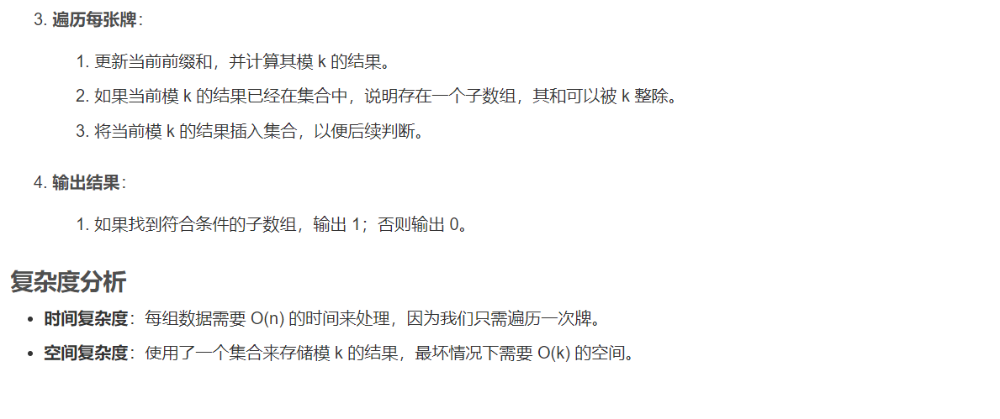 3. 遍历每张牌：
1. 更新当前前缀和，并计算其模 k 的结果。
2. 如果当前模 k 的结果已经在集合中，说明存在一个子数组，其和可以被 k 整除。
3. 将当前模 k 的结果插入集合，以便后续判断。
4. 输出结果：
1. 如果找到符合条件的子数组，输出 1；否则输出 0。
复杂度分析
• 时间复杂度：每组数据需要 O(n) 的时间来处理，因为我们只需遍历一次牌。
• 空间复杂度：使用了一个集合来存储模 k 的结果，最坏情况下需要 O(k) 的空间。